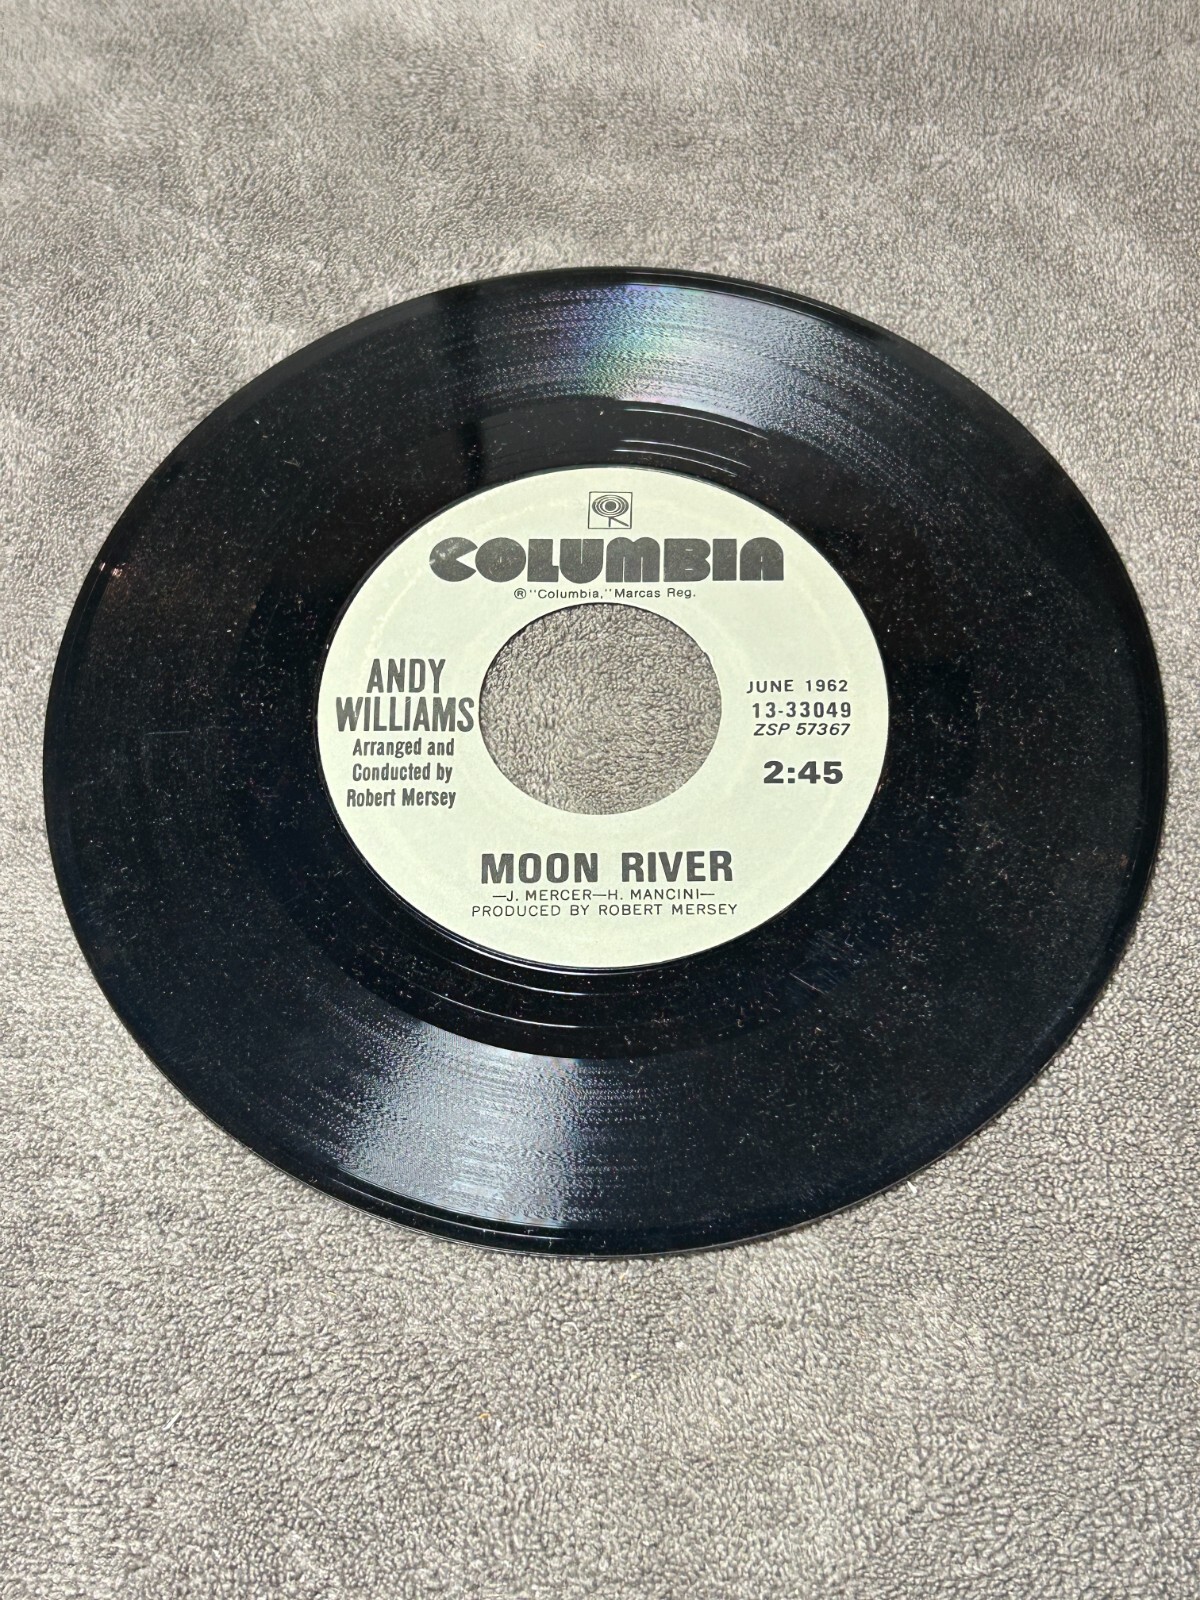 COLUMBIA
® "Columbia," Marcas Reg.
ANDY
WILLIAMS
Arranged and
Conducted by
Robert Mersey
JUNE 1962
13-33049
ZSP 57367
2:45
MOON RIVER
—J. MERCER—H. MANCINI—
PRODUCED BY ROBERT MERSEY